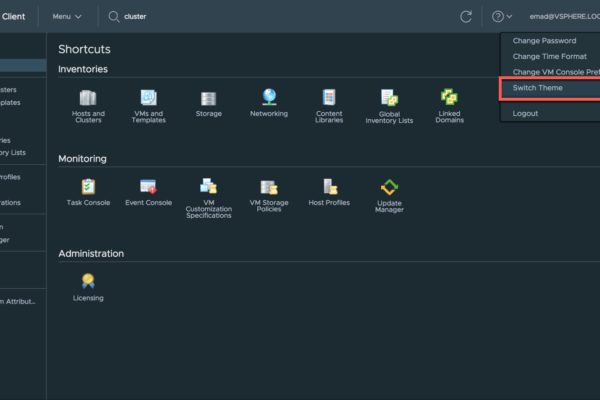 Client Menu cluster emad@VSPHERE.LOC
Change Password
Change Time Format
Change VM Console Pref
Switch Theme
Logout
sters
plates
ries
ory Lists
rofiles
rations
n
ger
m Attribut...
Shortcuts
Inventories
Hosts and
Clusters
VMs and
Templates
Storage
Networking
Content
Libraries
Global
Inventory Lists
Linked
Domains
Monitoring
Task Console
Event Console
VM
Customization
Specifications
VM Storage
Policies
Host Profiles
Update
Manager
Administration
Licensing